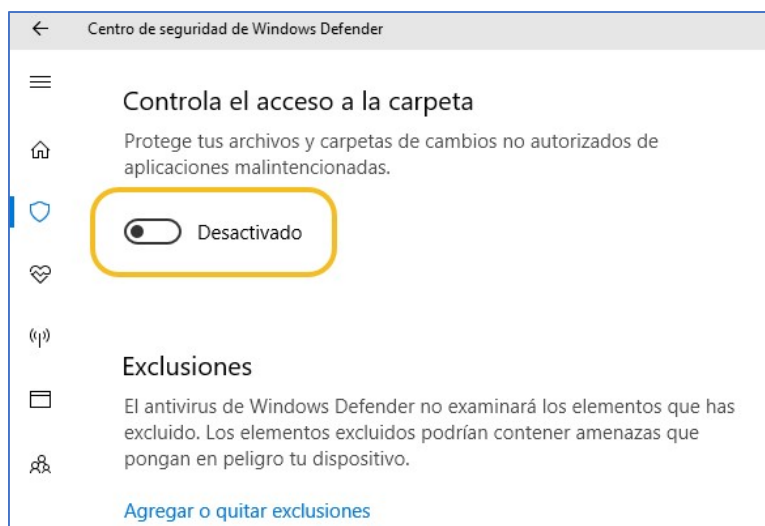 Centro de seguridad de Windows Defender
Controla el acceso a la carpeta
Protege tus archivos y carpetas de cambios no autorizados de
aplicaciones malintencionadas.
Desactivado
Exclusiones
El antivirus de Windows Defender no examinará los elementos que has
excluido. Los elementos excluidos podrían contener amenazas que
pongan en peligro tu dispositivo.
Agregar o quitar exclusiones